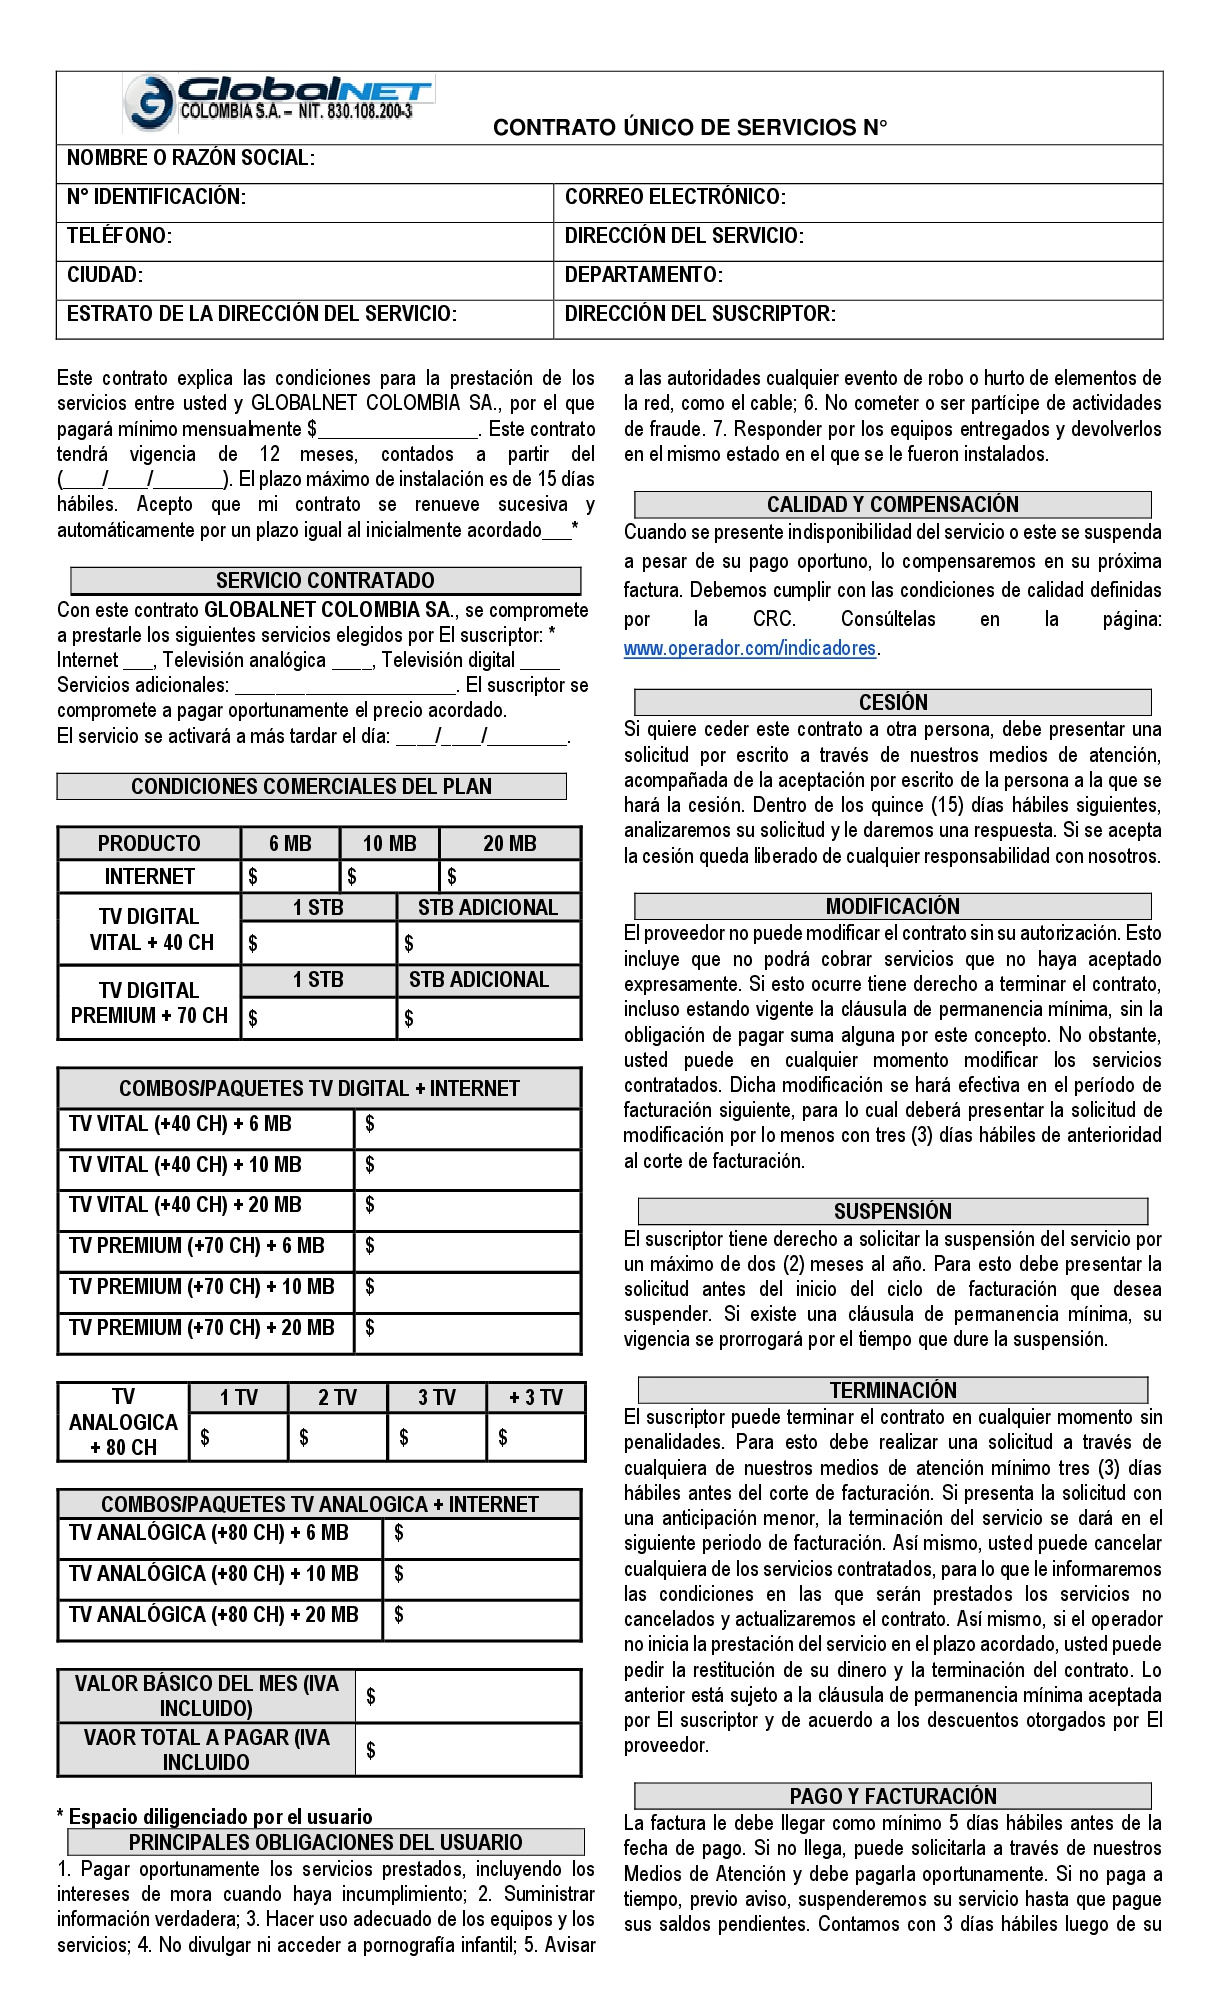 GlobalNET
COLOMBIA S.A. – NIT. 830.108.200-3
CONTRATO ÚNICO DE SERVICIOS N°
NOMBRE O RAZÓN SOCIAL:
N° IDENTIFICACIÓN:
CORREO ELECTRÓNICO:
TELÉFONO:
DIRECCIÓN DEL SERVICIO:
CIUDAD:
DEPARTAMENTO:
ESTRATO DE LA DIRECCIÓN DEL SERVICIO:
DIRECCIÓN DEL SUSCRIPTOR:
Este contrato explica las condiciones para la prestación de los
servicios entre usted y GLOBALNET COLOMBIA SA., por el que
pagará mínimo mensualmente $________________. Este contrato
tendrá vigencia de 12 meses, contados a partir del
(____/____/_______). El plazo máximo de instalación es de 15 días
hábiles. Acepto que mi contrato se renueve sucesiva y
automáticamente por un plazo igual al inicialmente acordado___*
SERVICIO CONTRATADO
Con este contrato GLOBALNET COLOMBIA SA., se compromete
a prestarle los siguientes servicios elegidos por El suscriptor: *
Internet ___, Televisión analógica ____, Televisión digital ____
Servicios adicionales: ______________________. El suscriptor se
compromete a pagar oportunamente el precio acordado.
El servicio se activará a más tardar el día: ____/____/________.
CONDICIONES COMERCIALES DEL PLAN
PRODUCTO 6 MB 10 MB 20 MB
INTERNET $ $ $
TV DIGITAL
VITAL + 40 CH
1 STB STB ADICIONAL
$ $
TV DIGITAL
PREMIUM + 70 CH
1 STB STB ADICIONAL
$ $
COMBOS/PAQUETES TV DIGITAL + INTERNET
TV VITAL (+40 CH) + 6 MB $
TV VITAL (+40 CH) + 10 MB $
TV VITAL (+40 CH) + 20 MB $
TV PREMIUM (+70 CH) + 6 MB $
TV PREMIUM (+70 CH) + 10 MB $
TV PREMIUM (+70 CH) + 20 MB $
TV
ANALOGICA
+ 80 CH
1 TV 2 TV 3 TV + 3 TV
$ $ $ $
COMBOS/PAQUETES TV ANALOGICA + INTERNET
TV ANALÓGICA (+80 CH) + 6 MB $
TV ANALÓGICA (+80 CH) + 10 MB $
TV ANALÓGICA (+80 CH) + 20 MB $
VALOR BÁSICO DEL MES (IVA
INCLUIDO)
$
VAOR TOTAL A PAGAR (IVA
INCLUIDO
$
* Espacio diligenciado por el usuario
PRINCIPALES OBLIGACIONES DEL USUARIO
1. Pagar oportunamente los servicios prestados, incluyendo los
intereses de mora cuando haya incumplimiento; 2. Suministrar
información verdadera; 3. Hacer uso adecuado de los equipos y los
servicios; 4. No divulgar ni acceder a pornografía infantil; 5. Avisar
a las autoridades cualquier evento de robo o hurto de elementos de
la red, como el cable; 6. No cometer o ser partícipe de actividades
de fraude. 7. Responder por los equipos entregados y devolverlos
en el mismo estado en el que se le fueron instalados.
CALIDAD Y COMPENSACIÓN
Cuando se presente indisponibilidad del servicio o este se suspenda
a pesar de su pago oportuno, lo compensaremos en su próxima
factura. Debemos cumplir con las condiciones de calidad definidas
por la CRC. Consúltelas en la página:
www.operador.com/indicadores.
CESIÓN
Si quiere ceder este contrato a otra persona, debe presentar una
solicitud por escrito a través de nuestros medios de atención,
acompañada de la aceptación por escrito de la persona a la que se
hará la cesión. Dentro de los quince (15) días hábiles siguientes,
analizaremos su solicitud y le daremos una respuesta. Si se acepta
la cesión queda liberado de cualquier responsabilidad con nosotros.
MODIFICACIÓN
El proveedor no puede modificar el contrato sin su autorización. Esto
incluye que no podrá cobrar servicios que no haya aceptado
expresamente. Si esto ocurre tiene derecho a terminar el contrato,
incluso estando vigente la cláusula de permanencia mínima, sin la
obligación de pagar suma alguna por este concepto. No obstante,
usted puede en cualquier momento modificar los servicios
contratados. Dicha modificación se hará efectiva en el período de
facturación siguiente, para lo cual deberá presentar la solicitud de
modificación por lo menos con tres (3) días hábiles de anterioridad
al corte de facturación.
SUSPENSIÓN
El suscriptor tiene derecho a solicitar la suspensión del servicio por
un máximo de dos (2) meses al año. Para esto debe presentar la
solicitud antes del inicio del ciclo de facturación que desea
suspender. Si existe una cláusula de permanencia mínima, su
vigencia se prorrogará por el tiempo que dure la suspensión.
TERMINACIÓN
El suscriptor puede terminar el contrato en cualquier momento sin
penalidades. Para esto debe realizar una solicitud a través de
cualquiera de nuestros medios de atención mínimo tres (3) días
hábiles antes del corte de facturación. Si presenta la solicitud con
una anticipación menor, la terminación del servicio se dará en el
siguiente periodo de facturación. Así mismo, usted puede cancelar
cualquiera de los servicios contratados, para lo que le informaremos
las condiciones en las que serán prestados los servicios no
cancelados y actualizaremos el contrato. Así mismo, si el operador
no inicia la prestación del servicio en el plazo acordado, usted puede
pedir la restitución de su dinero y la terminación del contrato. Lo
anterior está sujeto a la cláusula de permanencia mínima aceptada
por El suscriptor y de acuerdo a los descuentos otorgados por El
proveedor.
PAGO Y FACTURACIÓN
La factura le debe llegar como mínimo 5 días hábiles antes de la
fecha de pago. Si no llega, puede solicitarla a través de nuestros
Medios de Atención y debe pagarla oportunamente. Si no paga a
tiempo, previo aviso, suspenderemos su servicio hasta que pague
sus saldos pendientes. Contamos con 3 días hábiles luego de su